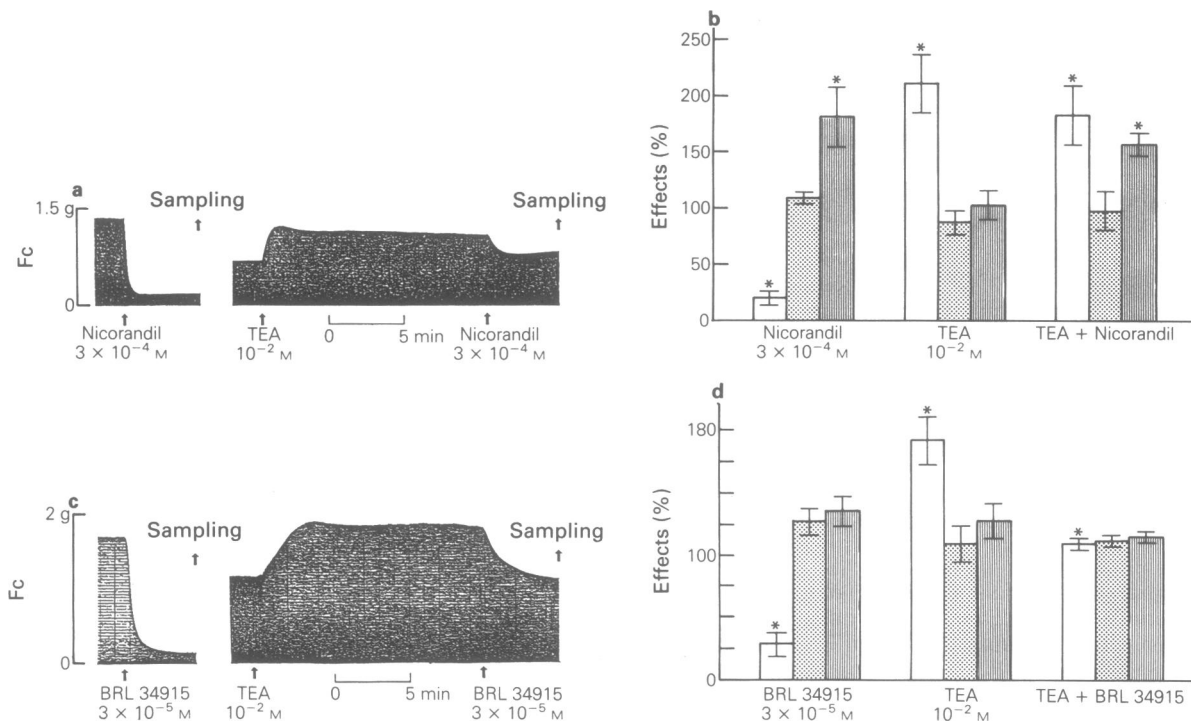 a
Sampling
Sampling
1.5 g
Fc
0
Nicorandil
3 × 10⁻⁴ M
TEA
10⁻² M
0 5 min
Nicorandil
3 × 10⁻⁴ M
b
250
200
150
100
50
0
Effects (%)
*
*
*
*
*
Nicorandil
3 × 10⁻⁴ M
TEA
10⁻² M
TEA + Nicorandil
c
2 g
Sampling
Sampling
Fc
0
BRL 34915
3 × 10⁻⁵ M
TEA
10⁻² M
0 5 min
BRL 34915
3 × 10⁻⁵ M
d
180
100
0
Effects (%)
*
*
*
BRL 34915
3 × 10⁻⁵ M
TEA
10⁻² M
TEA + BRL 34915